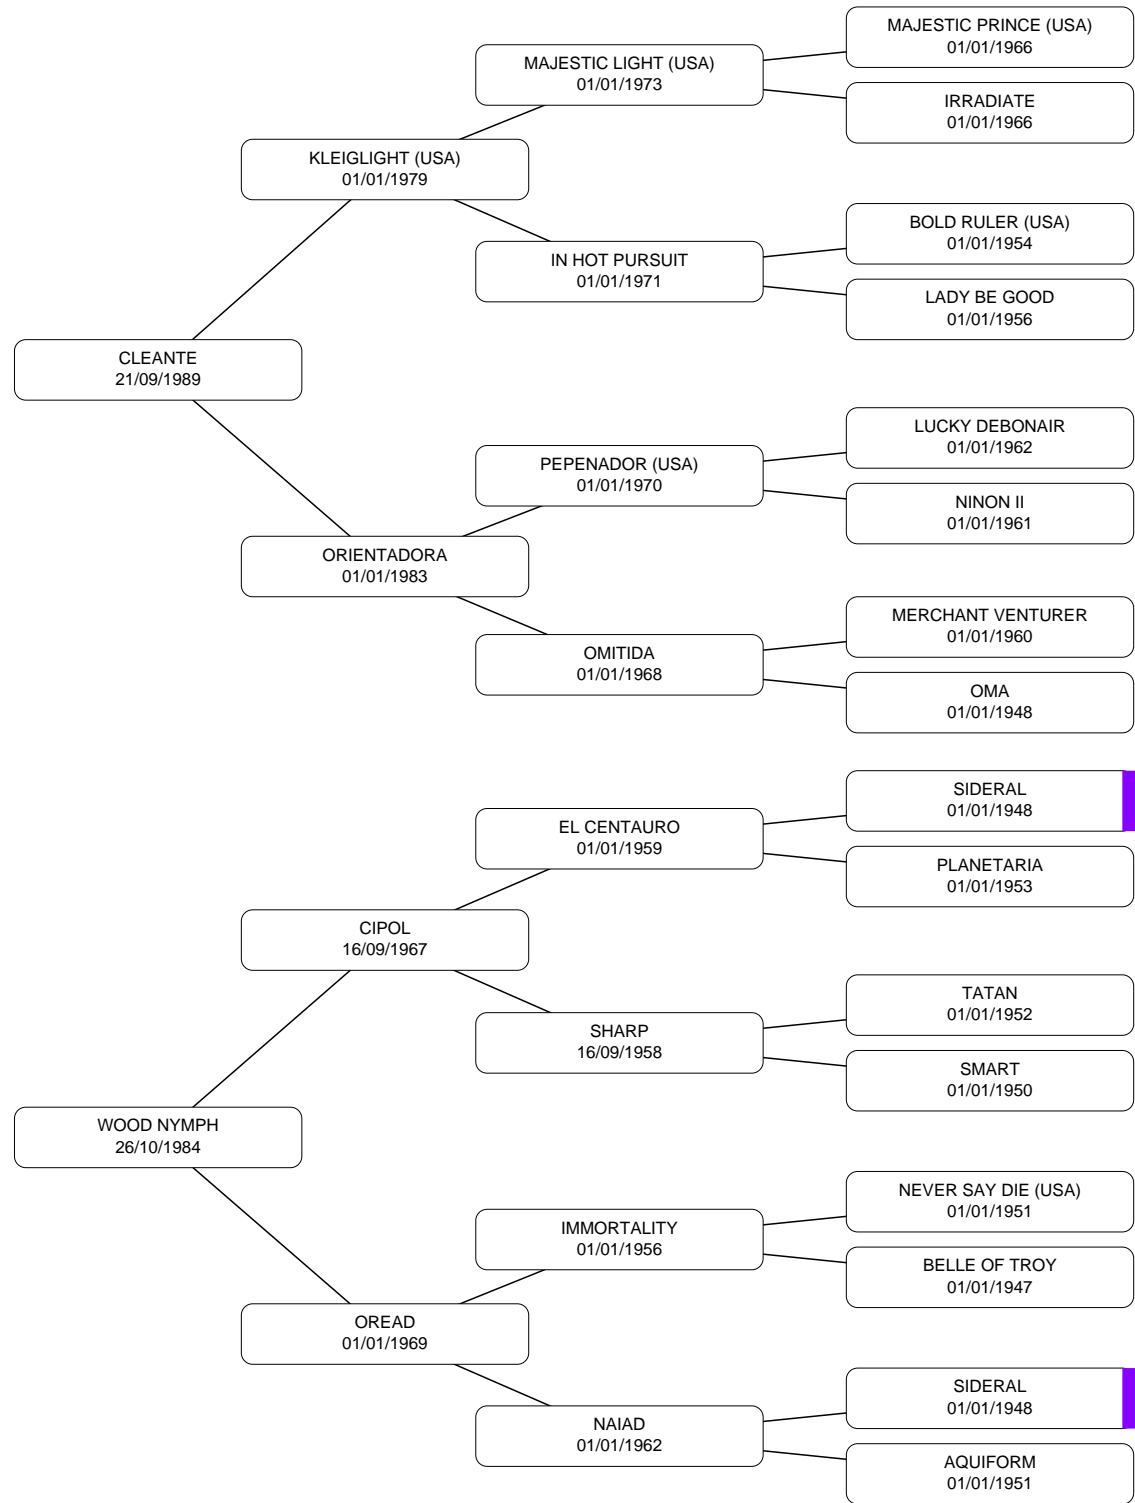 MAJESTIC PRINCE (USA)
01/01/1966
MAJESTIC LIGHT (USA)
01/01/1973
IRRADIATE
01/01/1966
KLEIGLIGHT (USA)
01/01/1979
BOLD RULER (USA)
01/01/1954
IN HOT PURSUIT
01/01/1971
LADY BE GOOD
01/01/1956
CLEANTE
21/09/1989
LUCKY DEBONAIR
01/01/1962
PEPENADOR (USA)
01/01/1970
NINON II
01/01/1961
ORIENTADORA
01/01/1983
MERCHANT VENTURER
01/01/1960
OMITIDA
01/01/1968
OMA
01/01/1948
SIDERAL
01/01/1948
EL CENTAURO
01/01/1959
PLANETARIA
01/01/1953
CIPOL
16/09/1967
TATAN
01/01/1952
SHARP
16/09/1958
SMART
01/01/1950
WOOD NYMPH
26/10/1984
NEVER SAY DIE (USA)
01/01/1951
IMMORTALITY
01/01/1956
BELLE OF TROY
01/01/1947
OREAD
01/01/1969
SIDERAL
01/01/1948
NAIAD
01/01/1962
AQUIFORM
01/01/1951